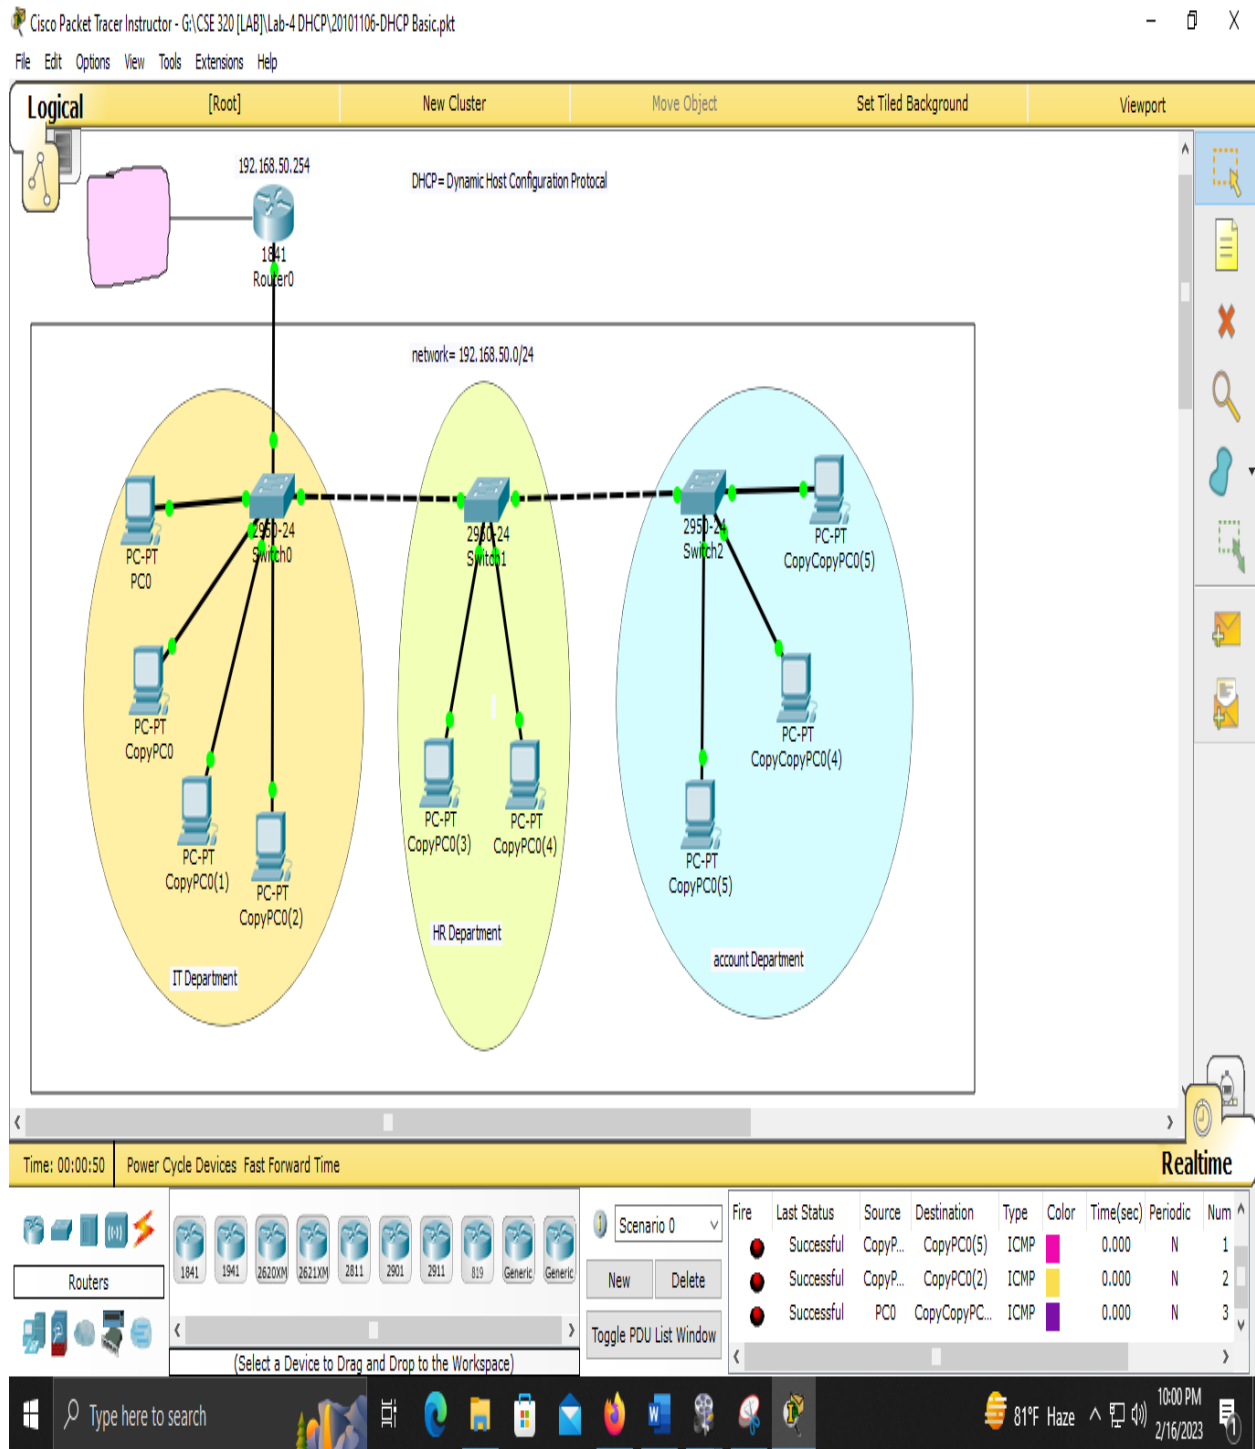 Cisco Packet Tracer Instructor - G:\CSE 320 [LAB]\Lab-4 DHCP\20101106-DHCP Basic.pkt
File Edit Options View Tools Extensions Help
Logical [Root] New Cluster Move Object Set Tiled Background Viewport
192.168.50.254
DHCP= Dynamic Host Configuration Protocal
1841
Router0
network= 192.168.50.0/24
PC-PT
PC0
2950-24
Switch0
2950-24
Switch1
2950-24
Switch2
PC-PT
CopyCopyPC0(5)
PC-PT
CopyPC0
PC-PT
CopyCopyPC0(4)
PC-PT
CopyPC0(1)
PC-PT
CopyPC0(2)
PC-PT
CopyPC0(3)
PC-PT
CopyPC0(4)
PC-PT
CopyPC0(5)
IT Department
HR Department
account Department
Time: 00:00:50 Power Cycle Devices Fast Forward Time Realtime
Routers
1841 1941 2620XM 2621XM 2811 2901 2911 819 Generic Generic
(Select a Device to Drag and Drop to the Workspace)
Scenario 0
New Delete
Toggle PDU List Window
Fire Last Status Source Destination Type Color Time(sec) Periodic Num
Successful CopyP... CopyPC0(5) ICMP 0.000 N 1
Successful CopyP... CopyPC0(2) ICMP 0.000 N 2
Successful PC0 CopyCopyPC... ICMP 0.000 N 3
Type here to search
81°F Haze
10:00 PM
2/16/2023
1